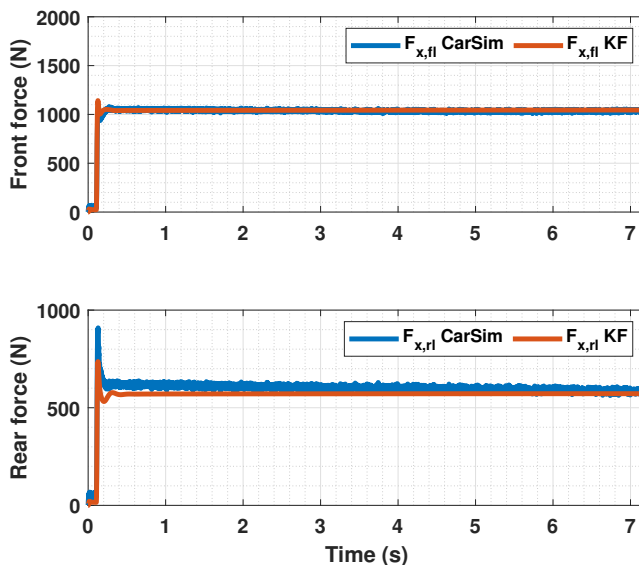 2000
1500
1000
500
0
Front force (N)
F_x,fl CarSim F_x,fl KF
0 1 2 3 4 5 6 7
1000
500
0
Rear force (N)
F_x,rl CarSim F_x,rl KF
0 1 2 3 4 5 6 7
Time (s)